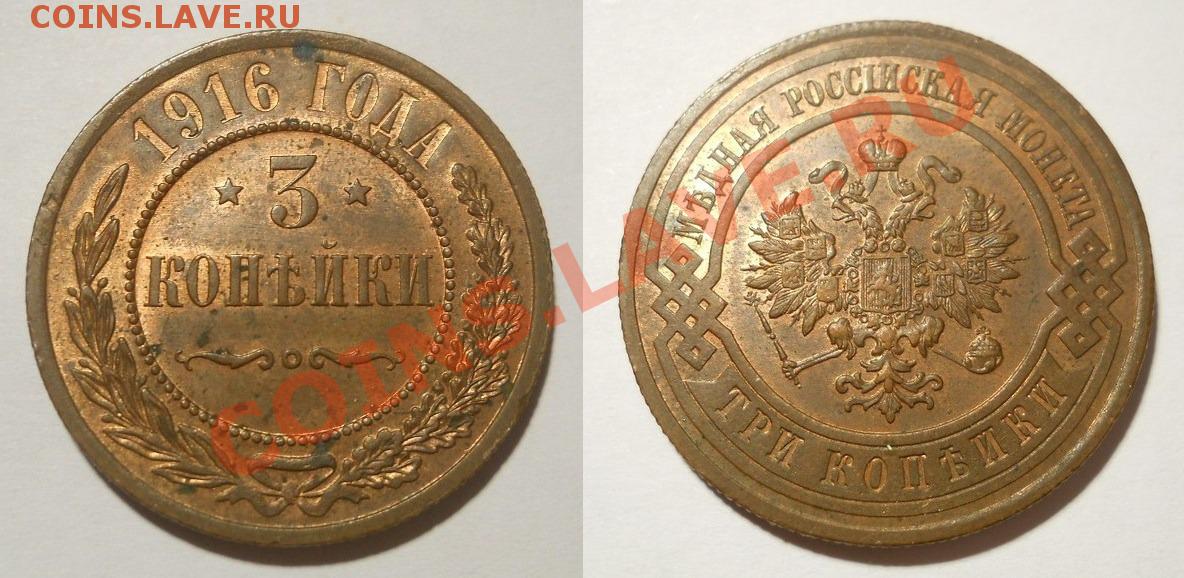 COINS.LAVE.RU
1916 ГОДА
3
КОПѢЙКИ
МѢДНАЯ РОССІЙСКАЯ МОНЕТА
ТРИ КОПѢЙКИ
COINS.LAVE.RU